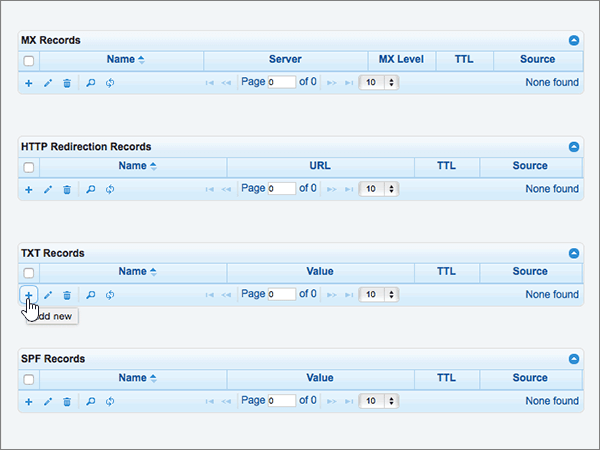 MX Records
Name Server MX Level TTL Source
Page 0 of 0 10 None found
HTTP Redirection Records
Name URL TTL Source
Page 0 of 0 10 None found
TXT Records
Name Value TTL Source
Page 0 of 0 10 None found
dd new
SPF Records
Name Value TTL Source
Page 0 of 0 10 None found